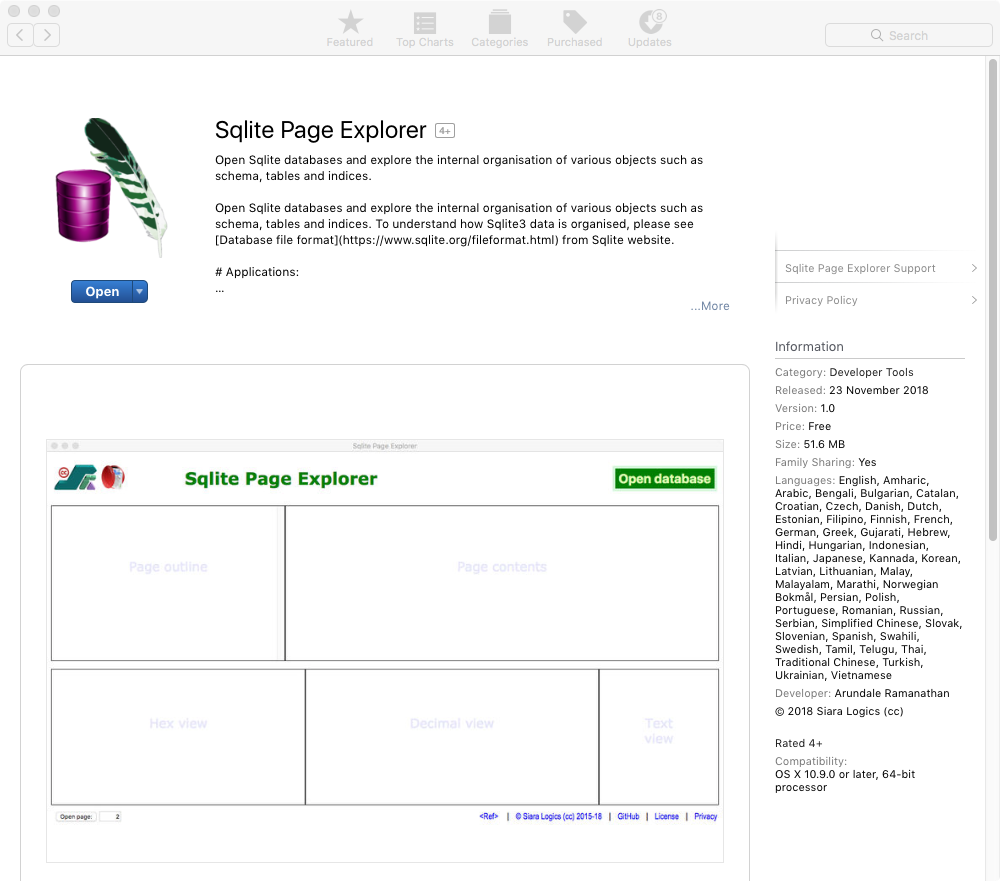 Featured
Top Charts
Categories
Purchased
8
Updates
Search
Sqlite Page Explorer 4+
Open Sqlite databases and explore the internal organisation of various objects such as
schema, tables and indices.
Open Sqlite databases and explore the internal organisation of various objects such as
schema, tables and indices. To understand how Sqlite3 data is organised, please see
[Database file format](https://www.sqlite.org/fileformat.html) from Sqlite website.
# Applications:
...
...More
Open
Sqlite Page Explorer Support
Privacy Policy
Information
Category: Developer Tools
Released: 23 November 2018
Version: 1.0
Price: Free
Size: 51.6 MB
Family Sharing: Yes
Languages: English, Amharic,
Arabic, Bengali, Bulgarian, Catalan,
Croatian, Czech, Danish, Dutch,
Estonian, Filipino, Finnish, French,
German, Greek, Gujarati, Hebrew,
Hindi, Hungarian, Indonesian,
Italian, Japanese, Kannada, Korean,
Latvian, Lithuanian, Malay,
Malayalam, Marathi, Norwegian
Bokmål, Persian, Polish,
Portuguese, Romanian, Russian,
Serbian, Simplified Chinese, Slovak,
Slovenian, Spanish, Swahili,
Swedish, Tamil, Telugu, Thai,
Traditional Chinese, Turkish,
Ukrainian, Vietnamese
Developer: Arundale Ramanathan
© 2018 Siara Logics (cc)
Rated 4+
Compatibility:
OS X 10.9.0 or later, 64-bit
processor
Sqlite Page Explorer
cc
Sqlite Page Explorer
Open database
Page outline
Page contents
Hex view
Decimal view
Text
view
Open page: 2
<Ref> | © Siara Logics (cc) 2015-18 | GitHub | License | Privacy